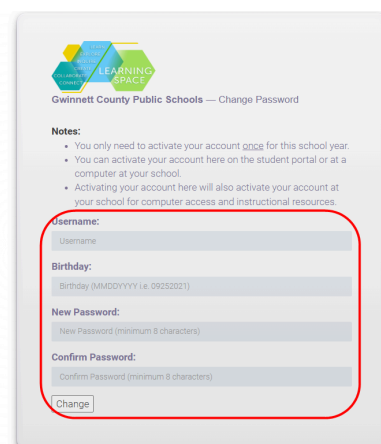 LEARNING
SPACE
COLLABORATE
CONNECT
Gwinnett County Public Schools — Change Password
Notes:
• You only need to activate your account once for this school year.
• You can activate your account here on the student portal or at a
computer at your school.
• Activating your account here will also activate your account at
your school for computer access and instructional resources.
Username:
Username
Birthday:
Birthday (MMDDYYYY i.e. 09252021)
New Password:
New Password (minimum 8 characters)
Confirm Password:
Confirm Password (minimum 8 characters)
Change